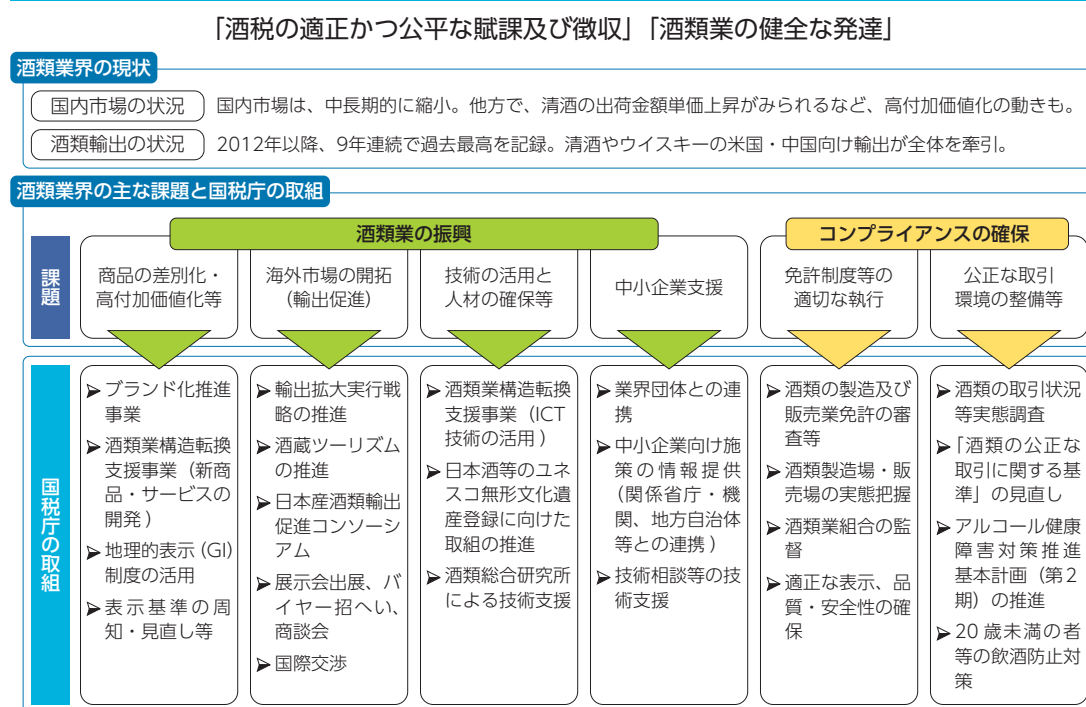 「酒税の適正かつ公平な賦課及び徴収」「酒類業の健全な発達」
酒類業界の現状
国内市場の状況 国内市場は、中長期的に縮小。他方で、清酒の出荷金額単価上昇がみられるなど、高付加価値化の動きも。
酒類輸出の状況 2012年以降、9年連続で過去最高を記録。清酒やウイスキーの米国・中国向け輸出が全体を牽引。
酒類業界の主な課題と国税庁の取組
酒類業の振興
コンプライアンスの確保
課題
商品の差別化・
高付加価値化等
海外市場の開拓
（輸出促進）
技術の活用と
人材の確保等
中小企業支援
免許制度等の
適切な執行
公正な取引
環境の整備等
国税庁の取組
➢ ブランド化推進
事業
➢ 酒類業構造転換
支援事業（新商
品・サービスの
開発）
➢ 地理的表示 (GI)
制度の活用
➢ 表示基準の周
知・見直し等
➢ 輸出拡大実行戦
略の推進
➢ 酒蔵ツーリズム
の推進
➢ 日本産酒類輸出
促進コンソーシ
アム
➢ 展示会出展、バ
イヤー招へい、
商談会
➢ 国際交渉
➢ 酒類業構造転換
支援事業（ICT
技術の活用）
➢ 日本酒等のユネ
スコ無形文化遺
産登録に向けた
取組の推進
➢ 酒類総合研究所
による技術支援
➢ 業界団体との連
携
➢ 中小企業向け施
策の情報提供
（関係省庁・機
関、地方自治体
等との連携）
➢ 技術相談等の技
術支援
➢ 酒類の製造及び
販売業免許の審
査等
➢ 酒類製造場・販
売場の実態把握
➢ 酒類業組合の監
督
➢ 適正な表示、品
質・安全性の確
保
➢ 酒類の取引状況
等実態調査
➢ 「酒類の公正な
取引に関する基
準」の見直し
➢ アルコール健康
障害対策推進
基本計画（第2
期）の推進
➢ 20 歳未満の者
等の飲酒防止対
策